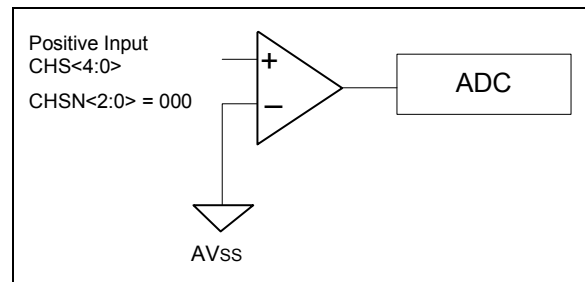 Positive Input
CHS<4:0>
CHSN<2:0> = 000
+
−
ADC
AVSS